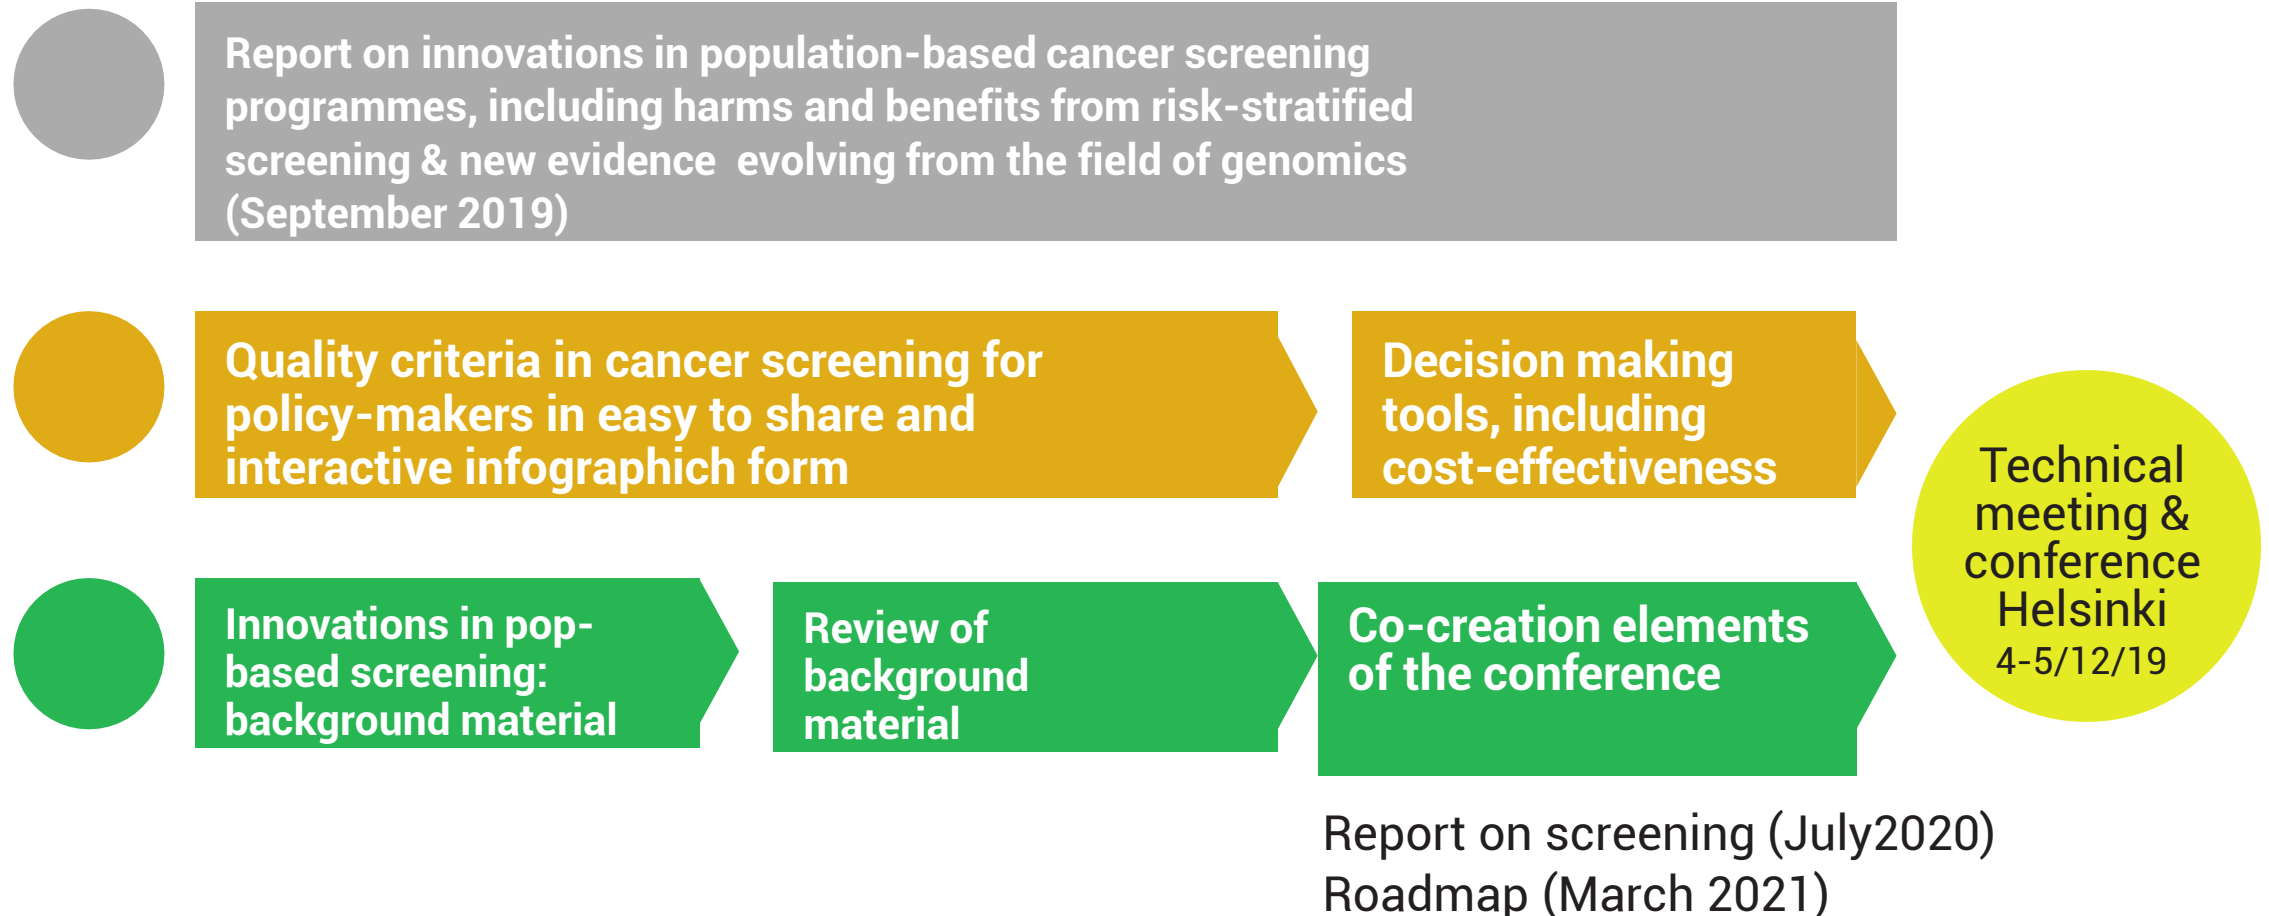 Report on innovations in population-based cancer screening
programmes, including harms and benefits from risk-stratified
screening & new evidence  evolving from the field of genomics
(September 2019)
Quality criteria in cancer screening for
policy-makers in easy to share and
interactive infographich form
Decision making
tools, including
cost-effectiveness
Technical
meeting &
conference
Helsinki
4-5/12/19
Innovations in pop-
based screening:
background material
Review of
background
material
Co-creation elements
of the conference
Report on screening (July2020)
Roadmap (March 2021)